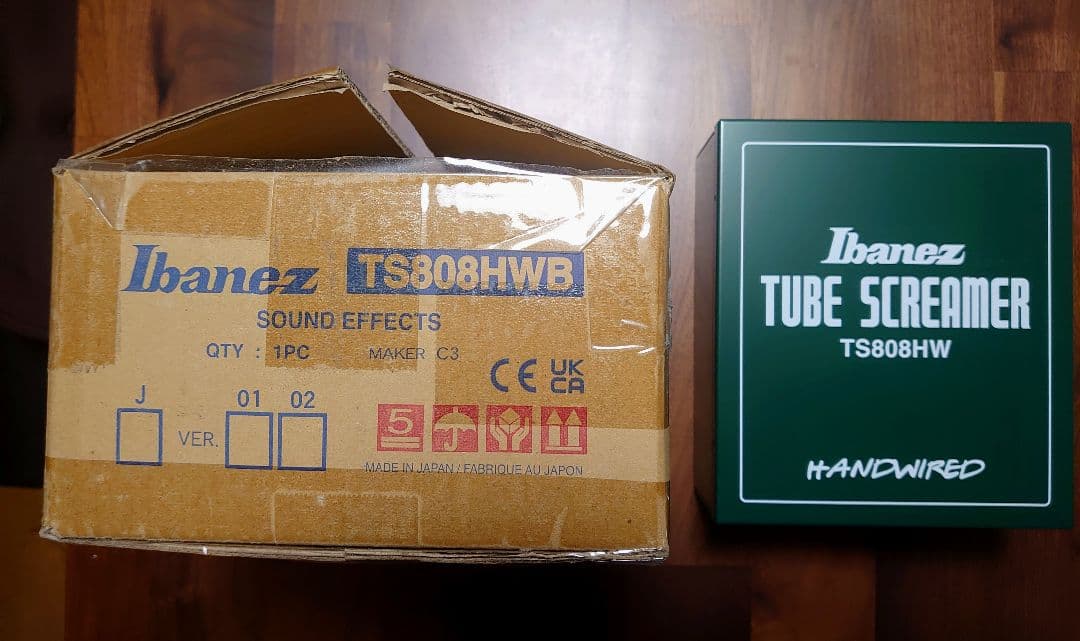 Ibanez TS808HWB
SOUND EFFECTS
QTY : 1PC MAKER C3
CE UK
CA
J 01 02
VER.
5
MADE IN JAPAN / FABRIQUE AU JAPON
Ibanez
TUBE SCREAMER
TS808HW
HANDWIRED